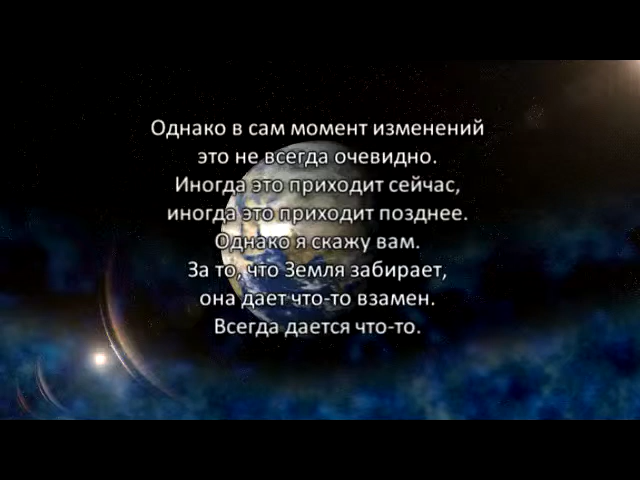 Однако в сам момент изменений
это не всегда очевидно.
Иногда это приходит сейчас,
иногда это приходит позднее.
Однако я скажу вам.
За то, что Земля забирает,
она дает что-то взамен.
Всегда дается что-то.